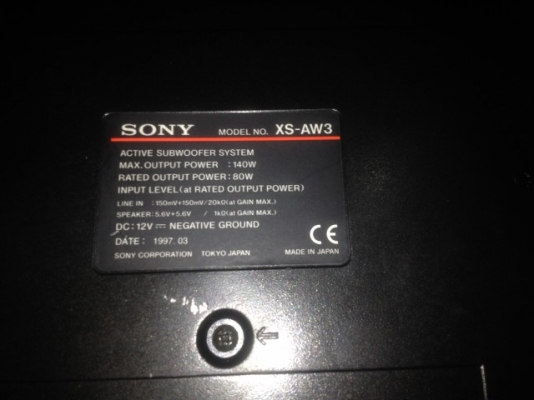 SONY MODEL NO. XS-AW3
ACTIVE SUBWOOFER SYSTEM
MAX. OUTPUT POWER :140W
RATED OUTPUT POWER:80W
INPUT LEVEL(at RATED OUTPUT POWER)
LINE IN :150mV+150mV/20kΩ(at GAIN MAX.)
SPEAKER:5.6V+5.6V / 1kΩ(at GAIN MAX.)
DC:12V⎓ NEGATIVE GROUND
DATE: 1997. 03
CE
SONY CORPORATION TOKYO JAPAN MADE IN JAPAN